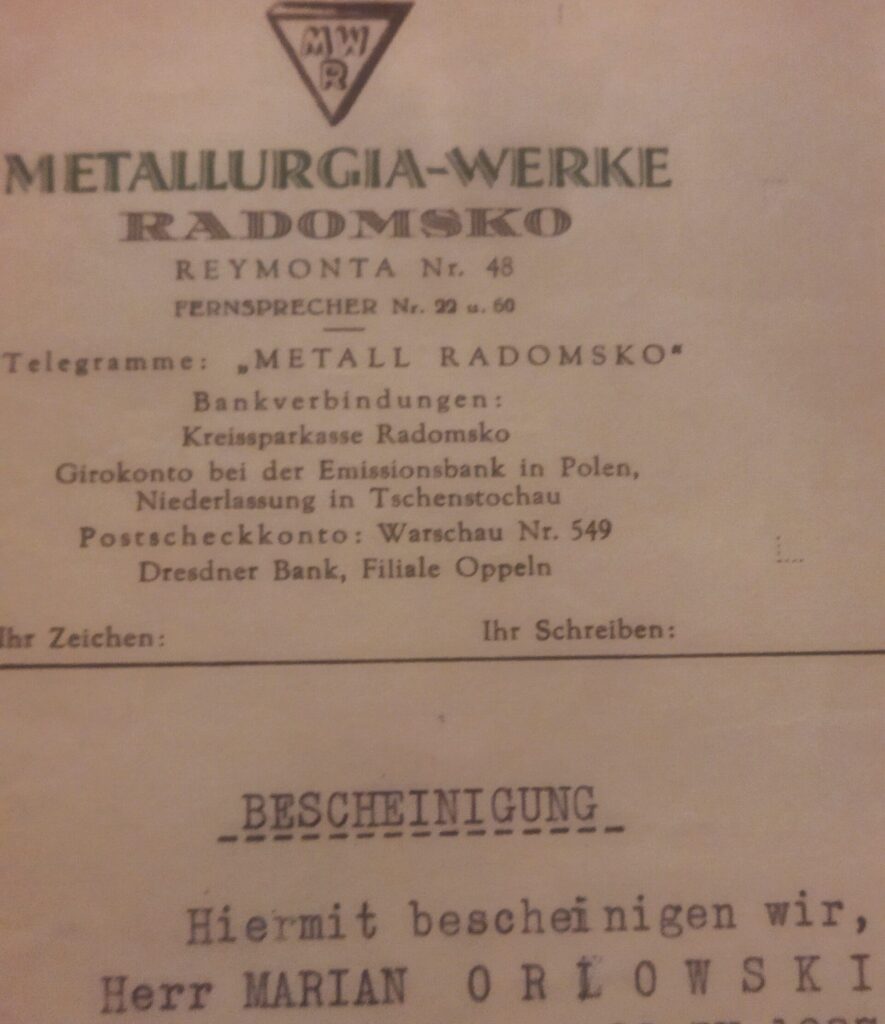 MW
R
METALLURGIA-WERKE
RADOMSKO
REYMONTA Nr. 48
FERNSPRECHER Nr. 22 u. 60
Telegramme: „METALL RADOMSKO"
Bankverbindungen:
Kreissparkasse Radomsko
Girokonto bei der Emissionsbank in Polen,
Niederlassung in Tschenstochau
Postscheckkonto: Warschau Nr. 549
Dresdner Bank, Filiale Oppeln
Ihr Zeichen: Ihr Schreiben:
BESCHEINIGUNG
Hiermit bescheinigen wir,
Herr MARIAN O R Ł O W S K I